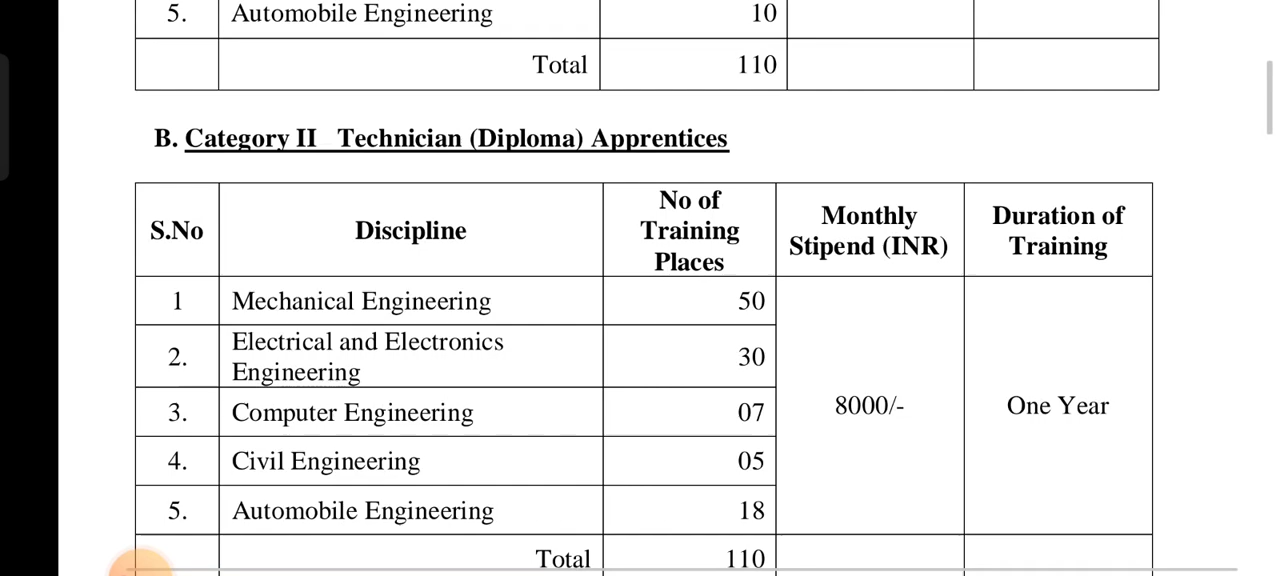 5. Automobile Engineering 10
Total 110
B. Category II Technician (Diploma) Apprentices
S.No Discipline No of Training Places Monthly Stipend (INR) Duration of Training
1 Mechanical Engineering 50
2. Electrical and Electronics Engineering 30
3. Computer Engineering 07
8000/- One Year
4. Civil Engineering 05
5. Automobile Engineering 18
Total 110